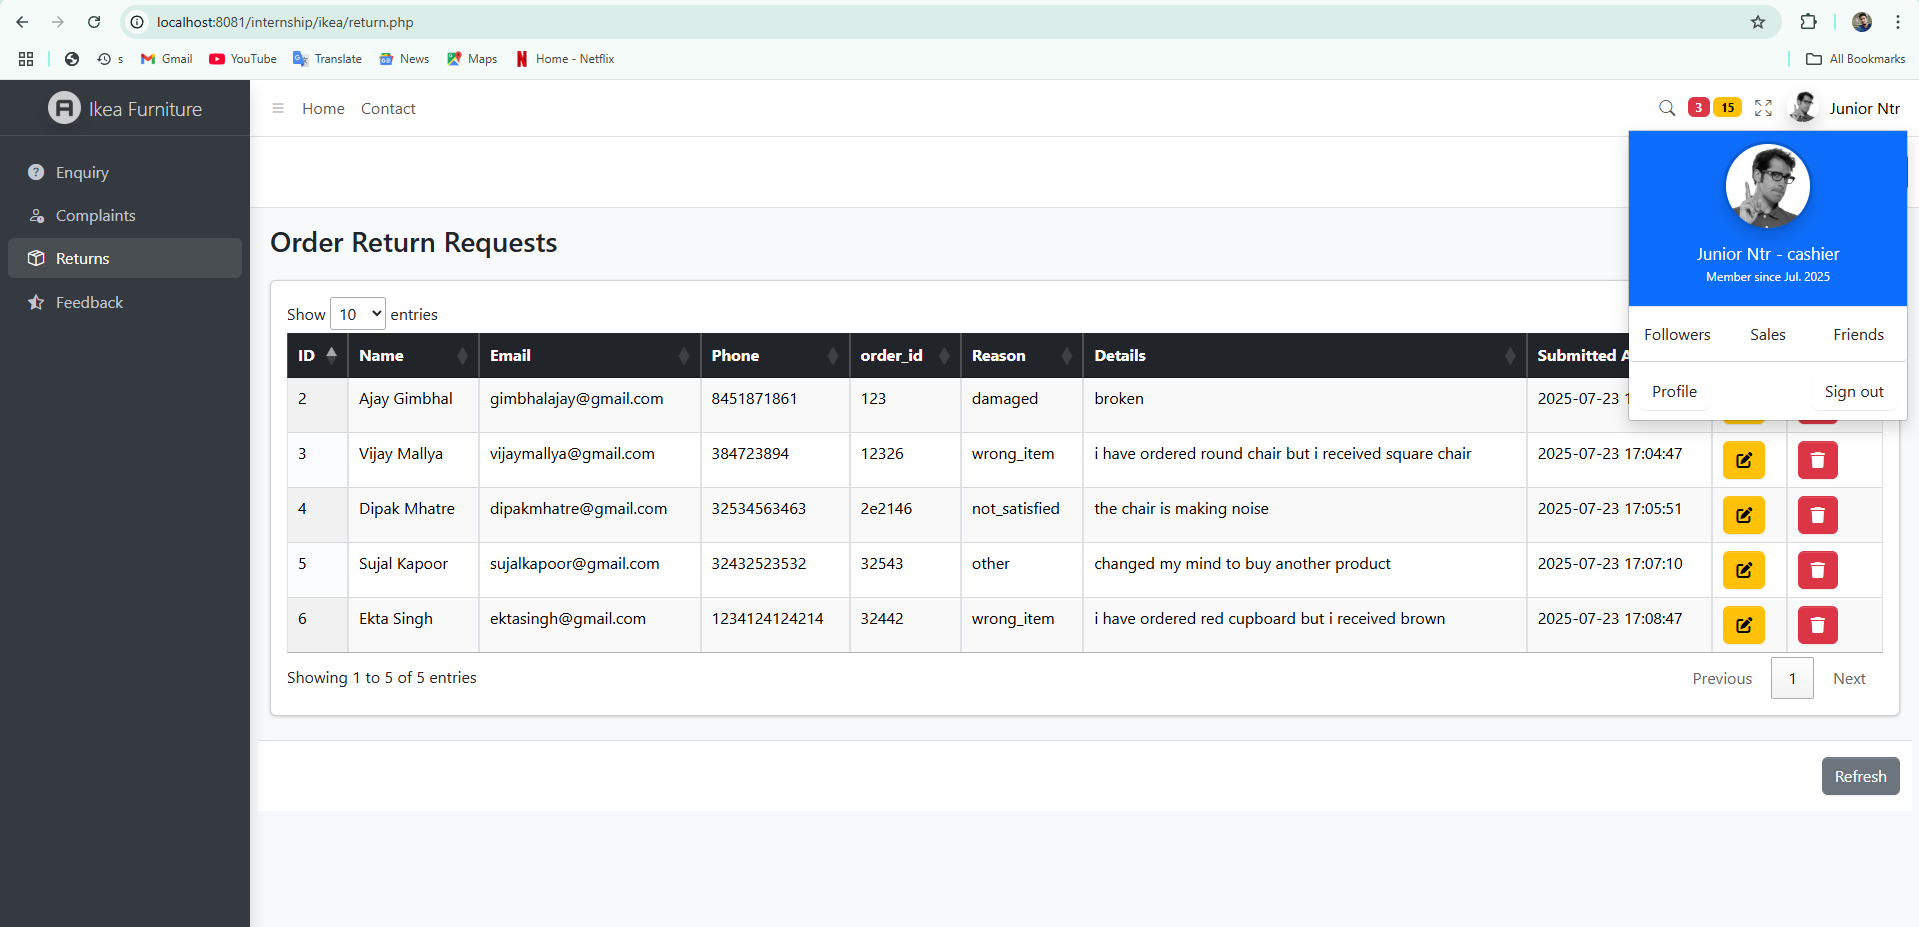 localhost:8081/internship/ikea/return.php
s Gmail YouTube Translate News Maps Home - Netflix All Bookmarks
Ikea Furniture Home Contact 3 15 Junior Ntr
Enquiry
Complaints
Returns
Feedback
Junior Ntr - cashier
Member since Jul. 2025
Followers Sales Friends
Profile Sign out
Order Return Requests
Show 10 entries
ID Name Email Phone order_id Reason Details Submitted A
2 Ajay Gimbhal gimbhalajay@gmail.com 8451871861 123 damaged broken 2025-07-23 1
3 Vijay Mallya vijaymallya@gmail.com 384723894 12326 wrong_item i have ordered round chair but i received square chair 2025-07-23 17:04:47
4 Dipak Mhatre dipakmhatre@gmail.com 32534563463 2e2146 not_satisfied the chair is making noise 2025-07-23 17:05:51
5 Sujal Kapoor sujalkapoor@gmail.com 32432523532 32543 other changed my mind to buy another product 2025-07-23 17:07:10
6 Ekta Singh ektasingh@gmail.com 1234124124214 32442 wrong_item i have ordered red cupboard but i received brown 2025-07-23 17:08:47
Showing 1 to 5 of 5 entries Previous 1 Next
Refresh